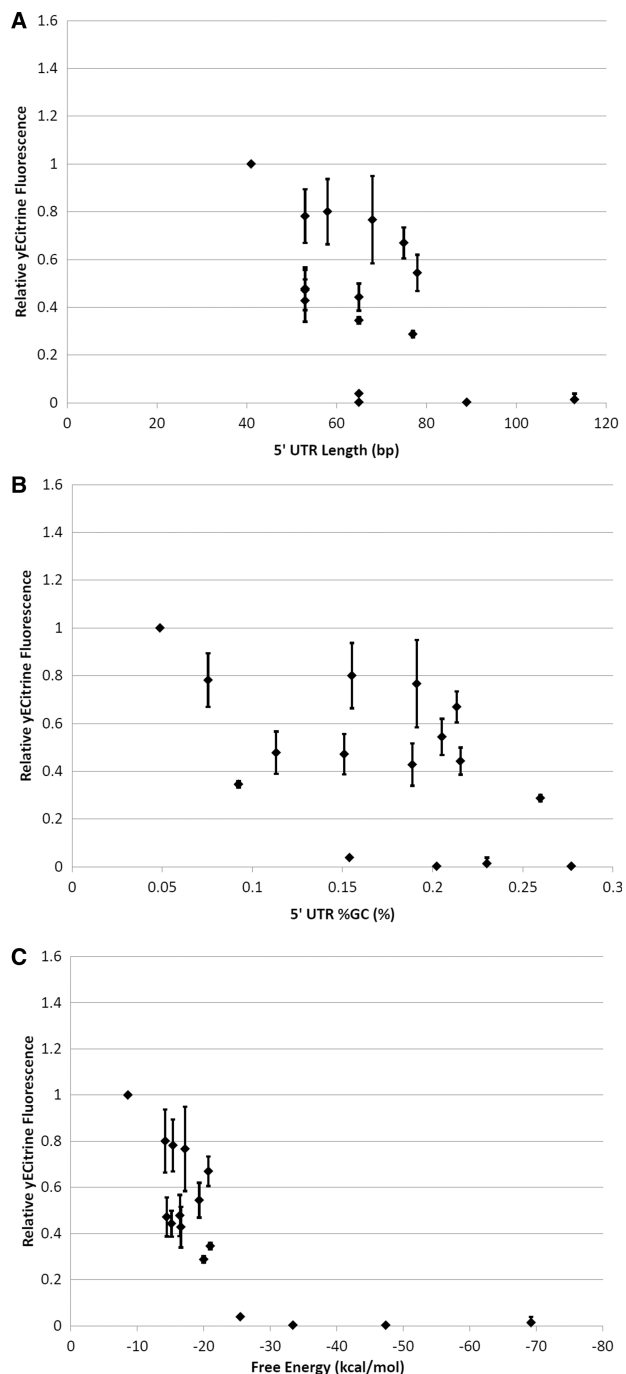 A
1.6
1.4
1.2
1
0.8
0.6
0.4
0.2
0
Relative yECitrine Fluorescence
0 20 40 60 80 100 120
5' UTR Length (bp)
B
1.6
1.4
1.2
1
0.8
0.6
0.4
0.2
0
Relative yECitrine Fluorescence
0 0.05 0.1 0.15 0.2 0.25 0.3
5' UTR %GC (%)
C
1.6
1.4
1.2
1
0.8
0.6
0.4
0.2
0
Relative yECitrine Fluorescence
0 -10 -20 -30 -40 -50 -60 -70 -80
Free Energy (kcal/mol)